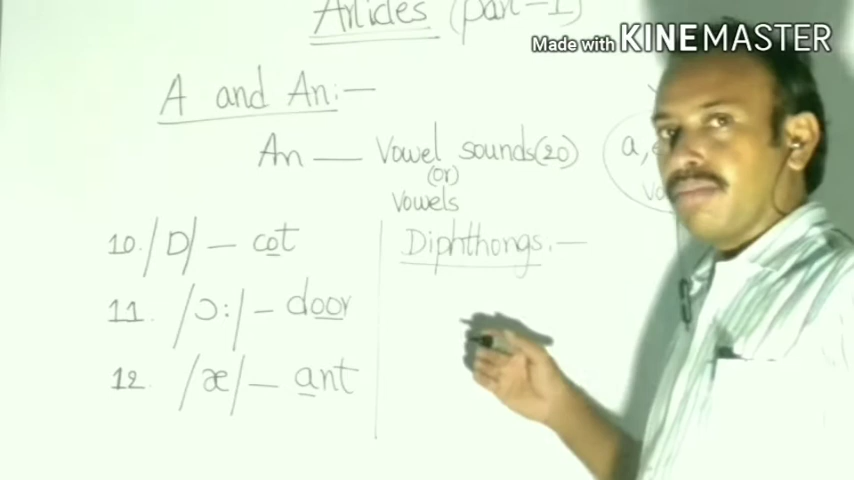 Articles (part-1)
Made with KINEMASTER
A and An:—
An — Vowel sounds(20)
(or)
Vowels
a,
10. /ɒ/ — cot
11. /ɔ:/ — door
12. /æ/ — ant
Diphthongs:—